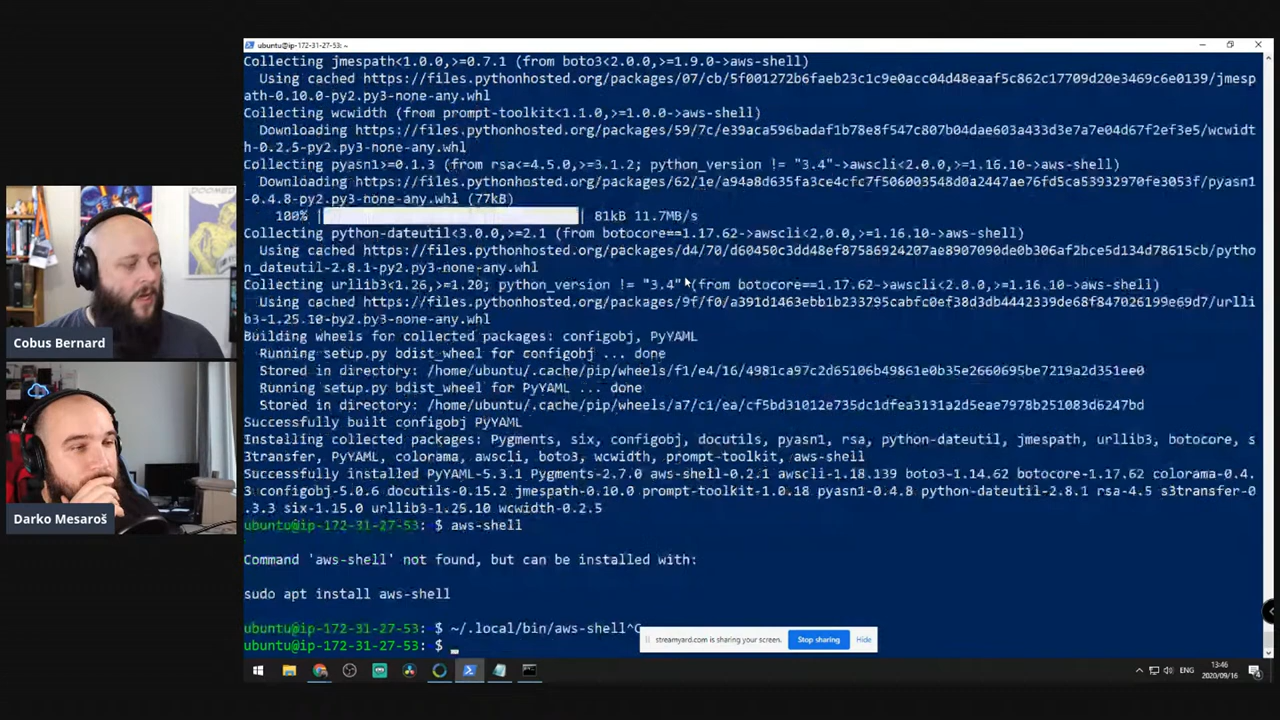 ubuntu@ip-172-31-27-53: ~
Collecting jmespath<1.0.0,>=0.7.1 (from boto3<2.0.0,>=1.9.0->aws-shell)
Using cached https://files.pythonhosted.org/packages/07/cb/5f001272b6faeb23c1c9e0acc04d48eaaf5c862c17709d20e3469c6e0139/jmesp
ath-0.10.0-py2.py3-none-any.whl
Collecting wcwidth (from prompt-toolkit<1.1.0,>=1.0.0->aws-shell)
Downloading https://files.pythonhosted.org/packages/59/7c/e39aca596badaf1b78e8f547c807b04dae603a433d3e7a7e04d67f2ef3e5/wcwidt
h-0.2.5-py2.py3-none-any.whl
Collecting pyasn1>=0.1.3 (from rsa<=4.5.0,>=3.1.2; python_version != "3.4"->awscli<2.0.0,>=1.16.10->aws-shell)
Downloading https://files.pythonhosted.org/packages/62/1e/a94a8d635fa3ce4cfc7f506003548d0a2447ae76fd5ca53932970fe3053f/pyasn1
-0.4.8-py2.py3-none-any.whl (77kB)
100% | | 81kB 11.7MB/s
Collecting python-dateutil<3.0.0,>=2.1 (from botocore==1.17.62->awscli<2.0.0,>=1.16.10->aws-shell)
Using cached https://files.pythonhosted.org/packages/d4/70/d60450c3dd48ef87586924207ae8907090de0b306af2bce5d134d78615cb/pytho
n_dateutil-2.8.1-py2.py3-none-any.whl
Collecting urllib3<1.26,>=1.20; python_version != "3.4" (from botocore==1.17.62->awscli<2.0.0,>=1.16.10->aws-shell)
Using cached https://files.pythonhosted.org/packages/9f/f0/a391d1463ebb1b233795cabfc0ef38d3db4442339de68f847026199e69d7/urlli
b3-1.25.10-py2.py3-none-any.whl
Building wheels for collected packages: configobj, PyYAML
Running setup.py bdist_wheel for configobj ... done
Stored in directory: /home/ubuntu/.cache/pip/wheels/f1/e4/16/4981ca97c2d65106b49861e0b35e2660695be7219a2d351ee0
Running setup.py bdist_wheel for PyYAML ... done
Stored in directory: /home/ubuntu/.cache/pip/wheels/a7/c1/ea/cf5bd31012e735dc1dfea3131a2d5eae7978b251083d6247bd
Successfully built configobj PyYAML
Installing collected packages: Pygments, six, configobj, docutils, pyasn1, rsa, python-dateutil, jmespath, urllib3, botocore, s
3transfer, PyYAML, colorama, awscli, boto3, wcwidth, prompt-toolkit, aws-shell
Successfully installed PyYAML-5.3.1 Pygments-2.7.0 aws-shell-0.2.1 awscli-1.18.139 boto3-1.14.62 botocore-1.17.62 colorama-0.4.
3 configobj-5.0.6 docutils-0.15.2 jmespath-0.10.0 prompt-toolkit-1.0.18 pyasn1-0.4.8 python-dateutil-2.8.1 rsa-4.5 s3transfer-0
.3.3 six-1.15.0 urllib3-1.25.10 wcwidth-0.2.5
ubuntu@ip-172-31-27-53: $ aws-shell
Command 'aws-shell' not found, but can be installed with:
sudo apt install aws-shell
ubuntu@ip-172-31-27-53: $ ~/.local/bin/aws-shell^C
ubuntu@ip-172-31-27-53: $
streamyard.com is sharing your screen. Stop sharing Hide
ENG
13:46
2020/09/16
Cobus Bernard
Darko Mesaroš